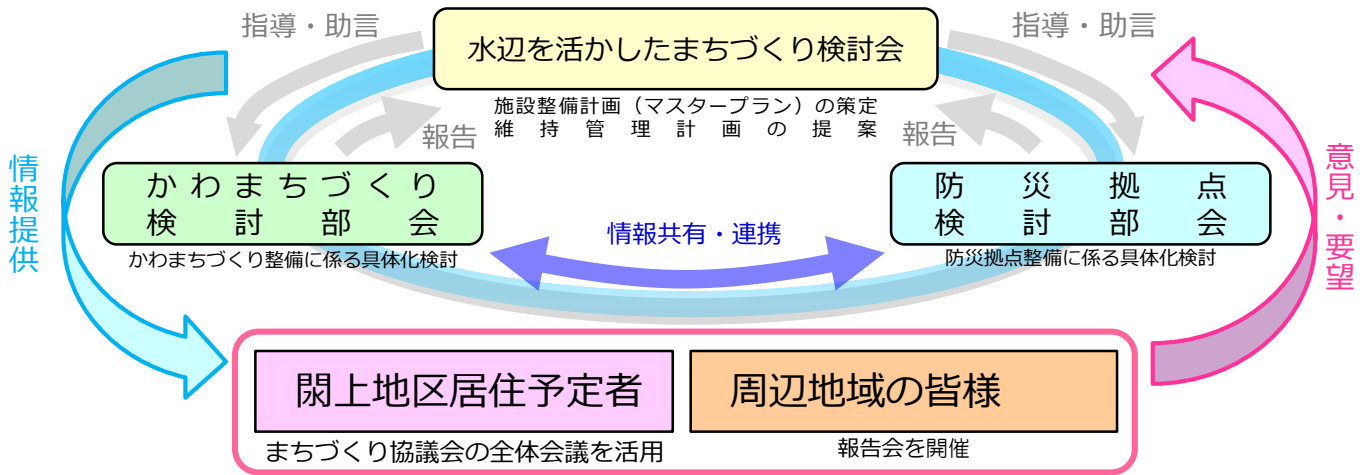 指導・助言
指導・助言
水辺を活かしたまちづくり検討会
施設整備計画（マスタープラン）の策定
維持管理計画の提案
報告
報告
情報提供
意見・要望
かわまちづくり
検討部会
かわまちづくり整備に係る具体化検討
防災拠点
検討部会
防災拠点整備に係る具体化検討
情報共有・連携
閖上地区居住予定者
まちづくり協議会の全体会議を活用
周辺地域の皆様
報告会を開催